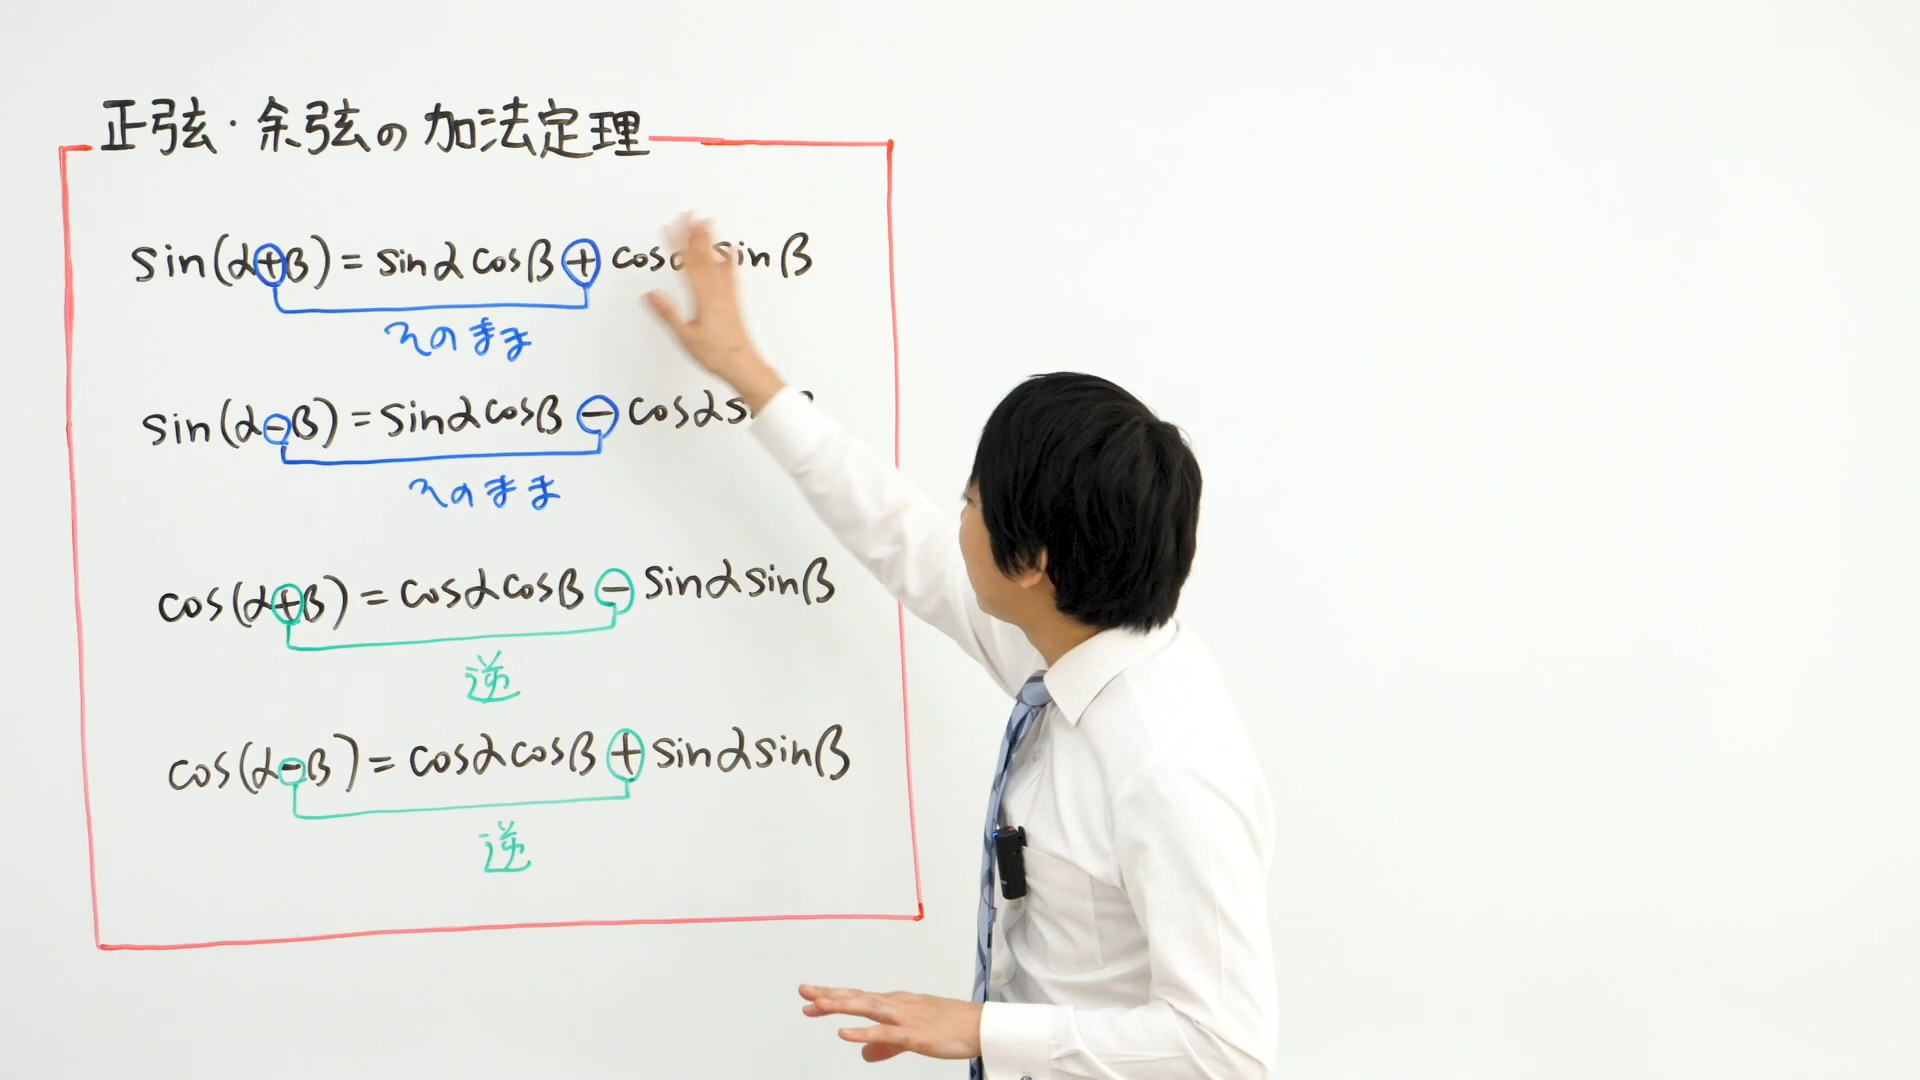 正弦・余弦の加法定理
sin(α+β)=sinαcosβ+cosα sinβ
そのまま
sin(α-β)=sinαcosβ-cosαs
そのまま
cos(α+β)=cosαcosβ-sinαsinβ
逆
cos(α-β)=cosαcosβ+sinαsinβ
逆